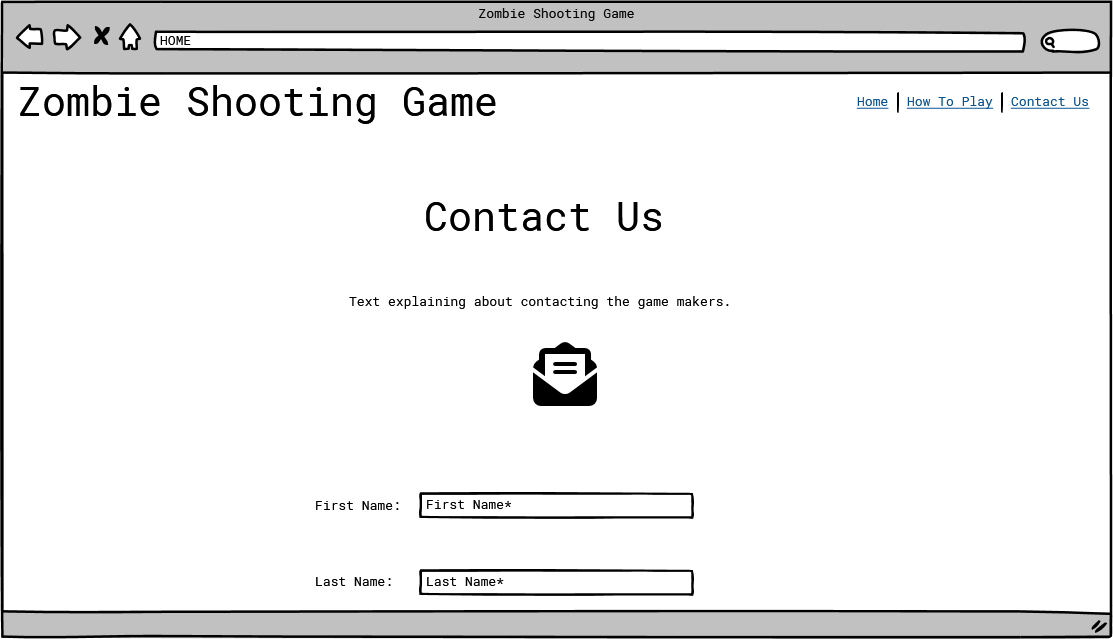 Zombie Shooting Game
HOME
Zombie Shooting Game
Home
How To Play
Contact Us
Contact Us
Text explaining about contacting the game makers.
First Name: First Name*
Last Name: Last Name*